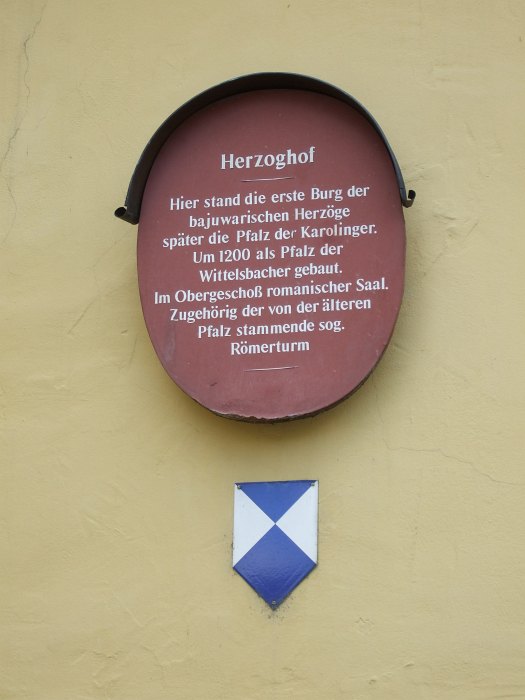 Herzoghof
Hier stand die erste Burg der
bajuwarischen Herzöge
später die Pfalz der Karolinger.
Um 1200 als Pfalz der
Wittelsbacher gebaut.
Im Obergeschoß romanischer Saal.
Zugehörig der von der älteren
Pfalz stammende sog.
Römerturm